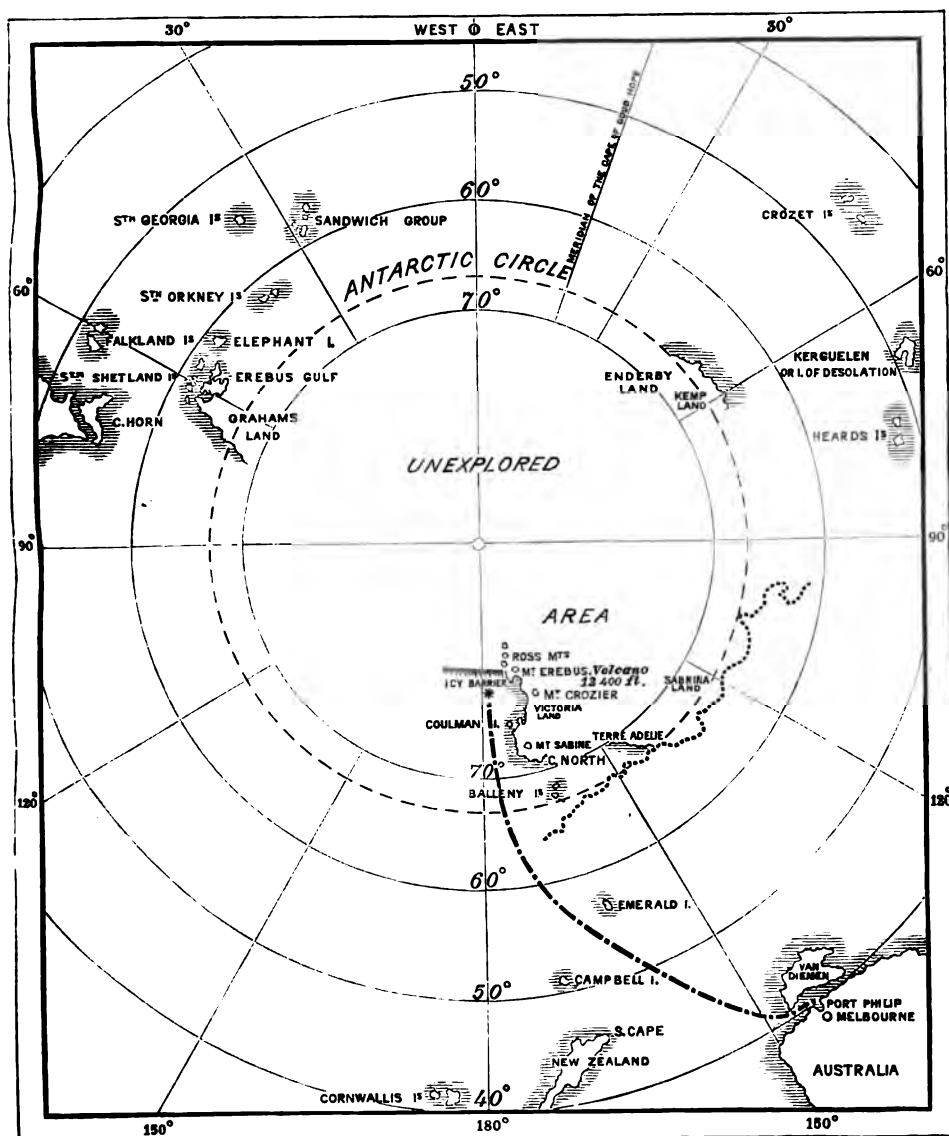 30°
WEST 0 EAST
30°
50°
MERIDIAN OF THE CAPE OF GOOD HOPE
60°
STH GEORGIA IS
SANDWICH GROUP
CROZET IS
ANTARCTIC CIRCLE
60°
70°
60°
STH ORKNEY IS
FALKLAND IS
ELEPHANT I.
KERGUELEN
OR I. OF DESOLATION
STH SHETLAND IS
EREBUS GULF
ENDERBY
LAND
KEMP
LAND
C. HORN
GRAHAMS
LAND
HEARDS IS
UNEXPLORED
90°
90°
AREA
ROSS MTS
MT EREBUS. Volcano
12 400 ft.
ICY BARRIER
MT CROZIER
SABRINA
LAND
VICTORIA
LAND
COULMAN I.
TERRE ADELIE
MT SABINE
C. NORTH
70°
BALLENY IS
120°
120°
60°
EMERALD I.
VAN
DIEMEN
CAMPBELL I.
50°
PORT PHILIP
MELBOURNE
S. CAPE
NEW ZEALAND
AUSTRALIA
CORNWALLIS IS
40°
150°
180°
150°